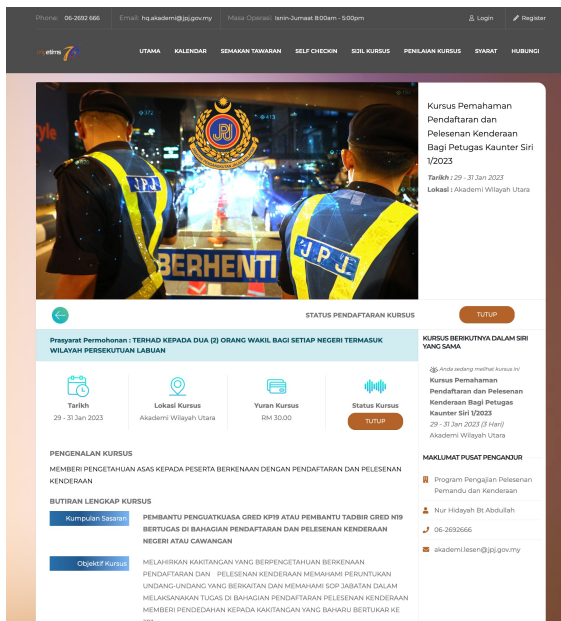 Phone: 06-2692 666 Email: hq.akademi@jpj.gov.my Masa Operasi: Isnin-Jumaat 8:00am - 5:00pm Login Register
myetims UTAMA KALENDAR SEMAKAN TAWARAN SELF CHECKIN SIJIL KURSUS PENILAIAN KURSUS SYARAT HUBUNGI
JPJ
JPJ
BERHENTI
JPJ
Kursus Pemahaman
Pendaftaran dan
Pelesenan Kenderaan
Bagi Petugas Kaunter Siri
1/2023
Tarikh : 29 - 31 Jan 2023
Lokasi : Akademi Wilayah Utara
STATUS PENDAFTARAN KURSUS TUTUP
Prasyarat Permohonan : TERHAD KEPADA DUA (2) ORANG WAKIL BAGI SETIAP NEGERI TERMASUK
WILAYAH PERSEKUTUAN LABUAN
Tarikh Lokasi Kursus Yuran Kursus Status Kursus
29 - 31 Jan 2023 Akademi Wilayah Utara RM 30.00 TUTUP
PENGENALAN KURSUS
MEMBERI PENGETAHUAN ASAS KEPADA PESERTA BERKENAAN DENGAN PENDAFTARAN DAN PELESENAN
KENDERAAN
BUTIRAN LENGKAP KURSUS
Kumpulan Sasaran PEMBANTU PENGUATKUASA GRED KP19 ATAU PEMBANTU TADBIR GRED N19
BERTUGAS DI BAHAGIAN PENDAFTARAN DAN PELESENAN KENDERAAN
NEGERI ATAU CAWANGAN
Objektif Kursus MELAHIRKAN KAKITANGAN YANG BERPENGETAHUAN BERKENAAN
PENDAFTARAN DAN PELESENAN KENDERAAN MEMAHAMI PERUNTUKAN
UNDANG-UNDANG YANG BERKAITAN DAN MEMAHAMI SOP JABATAN DALAM
MELAKSANAKAN TUGAS DI BAHAGIAN PENDAFTARAN PELESENAN KENDERAAN
MEMBERI PENDEDAHAN KEPADA KAKITANGAN YANG BAHARU BERTUKAR KE
KURSUS BERIKUTNYA DALAM SIRI
YANG SAMA
Anda sedang melihat kursus ini
Kursus Pemahaman
Pendaftaran dan Pelesenan
Kenderaan Bagi Petugas
Kaunter Siri 1/2023
29 - 31 Jan 2023 (3 Hari)
Akademi Wilayah Utara
MAKLUMAT PUSAT PENGANJUR
Program Pengajian Pelesenan
Pemandu dan Kenderaan
Nur Hidayah Bt Abdullah
06-2692666
akademi.lesen@jpj.gov.my